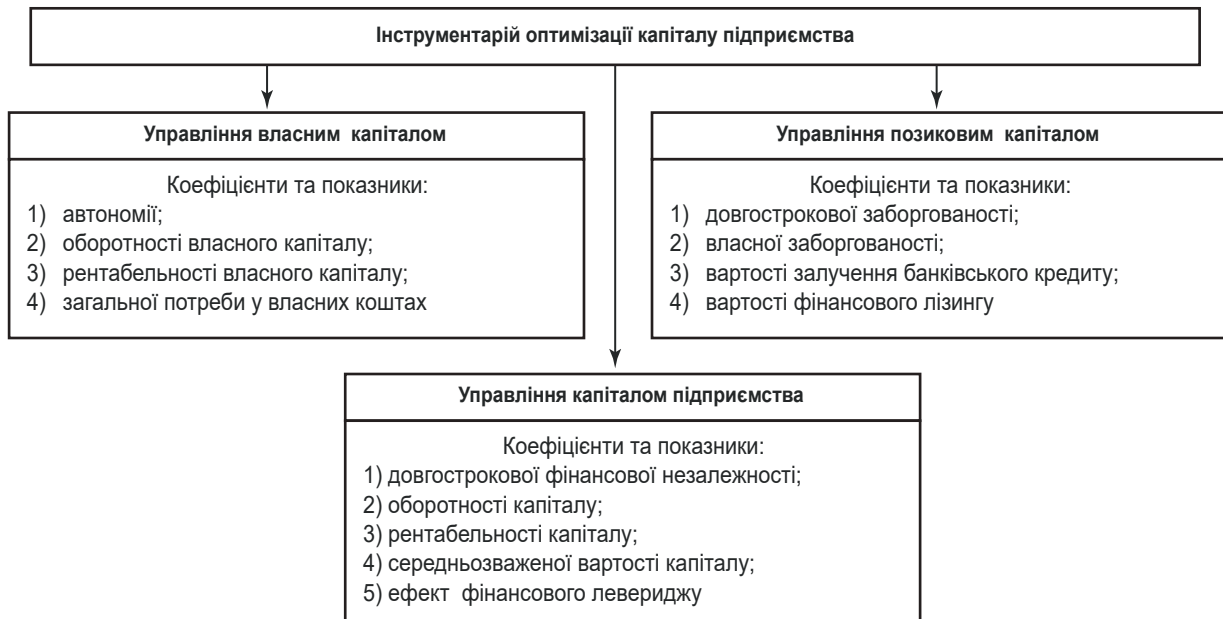 Інструментарій оптимізації капіталу підприємства
Управління власним капіталом
Коефіцієнти та показники:
1) автономії;
2) оборотності власного капіталу;
3) рентабельності власного капіталу;
4) загальної потреби у власних коштах
Управління позиковим капіталом
Коефіцієнти та показники:
1) довгострокової заборгованості;
2) власної заборгованості;
3) вартості залучення банківського кредиту;
4) вартості фінансового лізингу
Управління капіталом підприємства
Коефіцієнти та показники:
1) довгострокової фінансової незалежності;
2) оборотності капіталу;
3) рентабельності капіталу;
4) середньозваженої вартості капіталу;
5) ефект фінансового левериджу